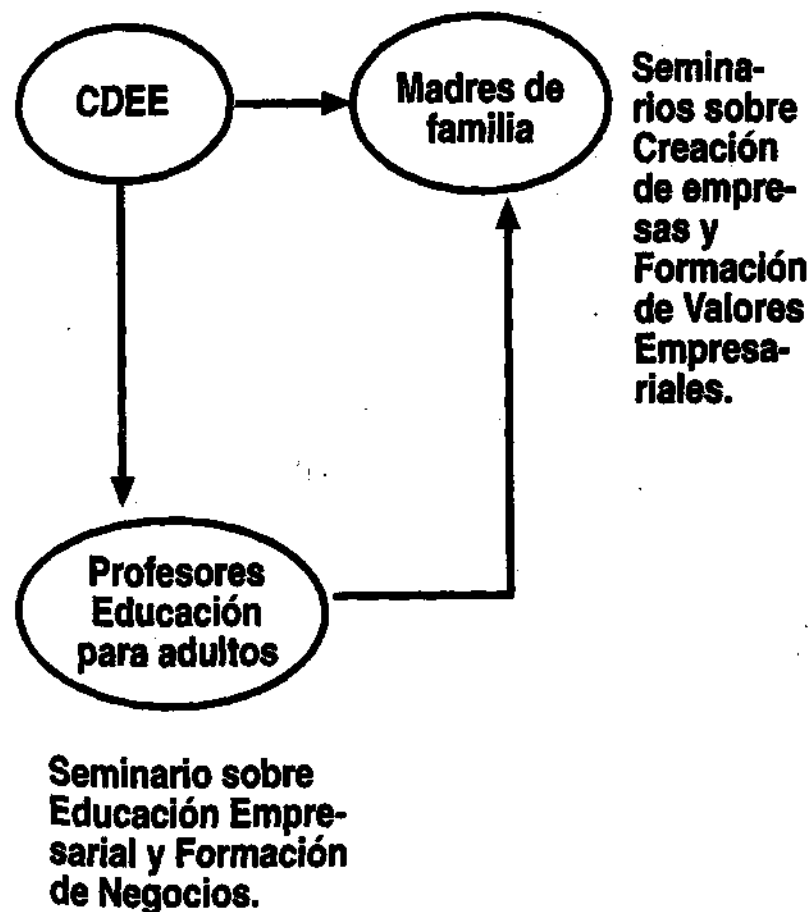 CDEE
Madres de
familia
Semina-
rios sobre
Creación
de empre-
sas y
Formación
de Valores
Empresa-
riales.
Profesores
Educación
para adultos
Seminario sobre
Educación Empre-
sarial y Formación
de Negocios.